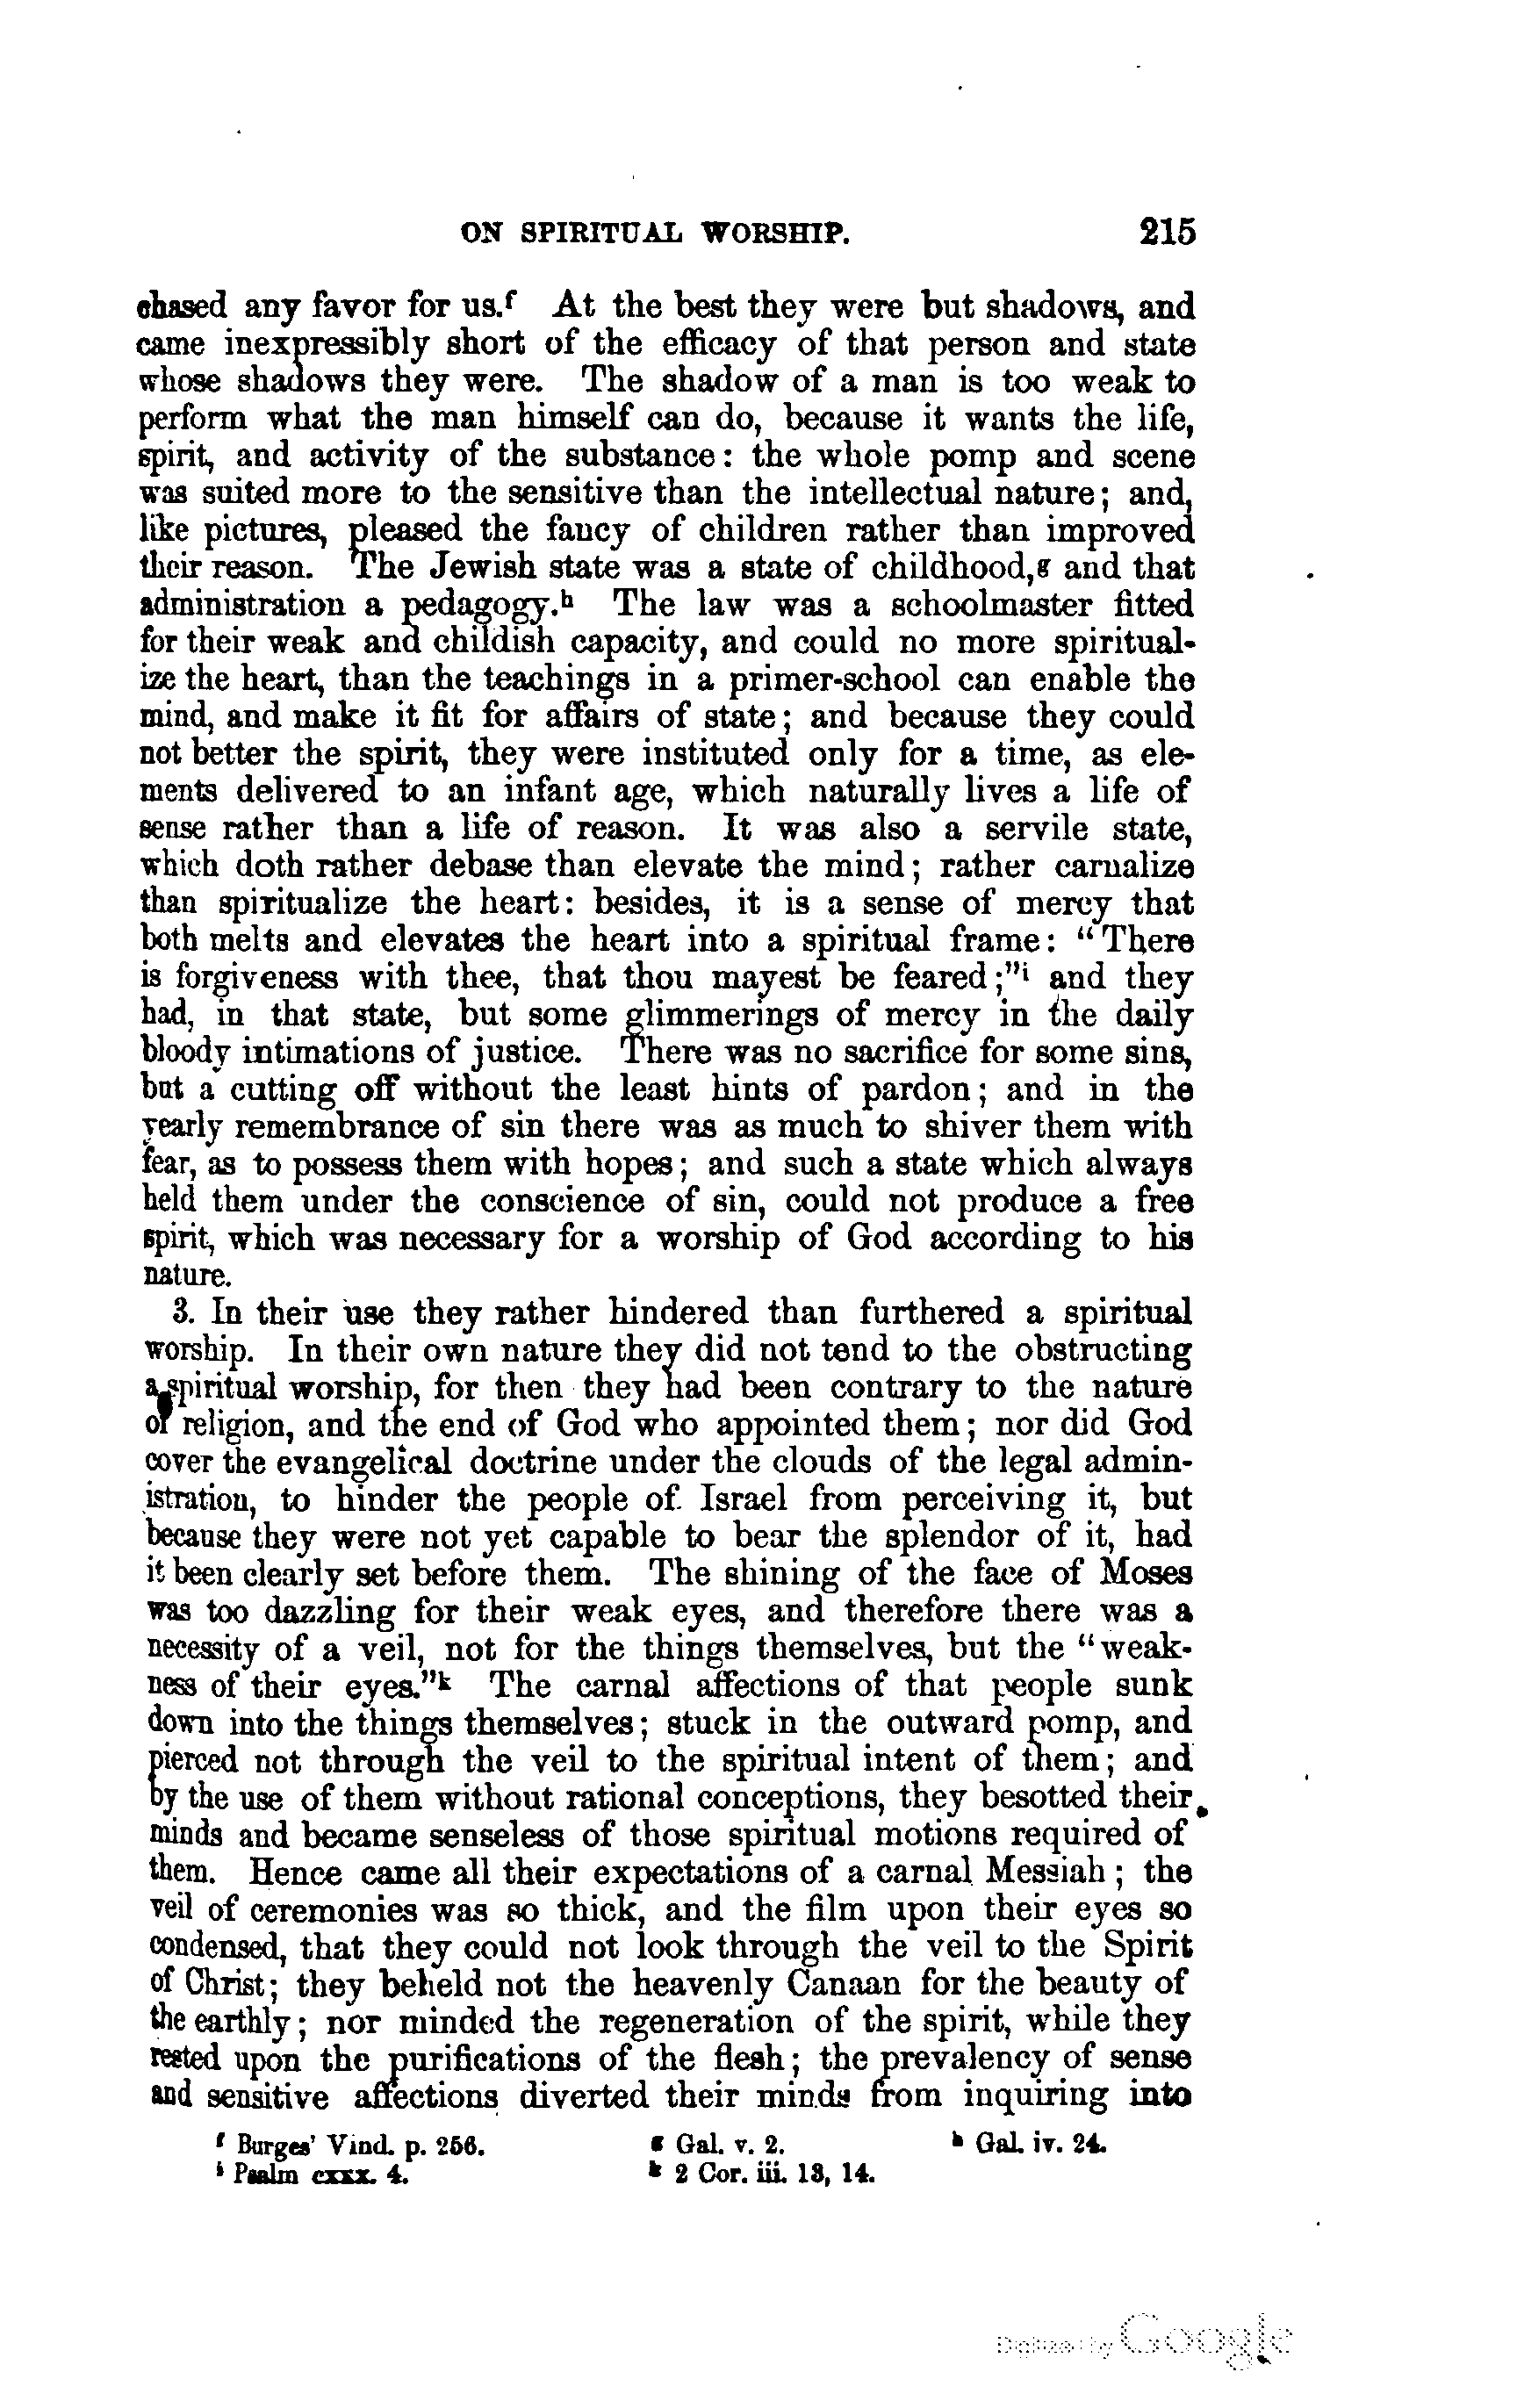 ON SPIRITUAL WORSHIP. 215
chased any favor for us.f At the best they were but shadows, and
came inexpressibly short of the efficacy of that person and state
whose shadows they were. The shadow of a man is too weak to
perform what the man himself can do, because it wants the life,
spirit, and activity of the substance: the whole pomp and scene
was suited more to the sensitive than the intellectual nature; and,
like pictures, pleased the fancy of children rather than improved
their reason. The Jewish state was a state of childhood,g and that
administration a pedagogy.h The law was a schoolmaster fitted
for their weak and childish capacity, and could no more spiritual-
ize the heart, than the teachings in a primer-school can enable the
mind, and make it fit for affairs of state; and because they could
not better the spirit, they were instituted only for a time, as ele-
ments delivered to an infant age, which naturally lives a life of
sense rather than a life of reason. It was also a servile state,
which doth rather debase than elevate the mind; rather carnalize
than spiritualize the heart: besides, it is a sense of mercy that
both melts and elevates the heart into a spiritual frame: "There
is forgiveness with thee, that thou mayest be feared;"i and they
had, in that state, but some glimmerings of mercy in the daily
bloody intimations of justice. There was no sacrifice for some sins,
but a cutting off without the least hints of pardon; and in the
yearly remembrance of sin there was as much to shiver them with
fear, as to possess them with hopes; and such a state which always
held them under the conscience of sin, could not produce a free
spirit, which was necessary for a worship of God according to his
nature.
3. In their use they rather hindered than furthered a spiritual
worship. In their own nature they did not tend to the obstructing
a spiritual worship, for then they had been contrary to the nature
of religion, and the end of God who appointed them; nor did God
cover the evangelical doctrine under the clouds of the legal admin-
istration, to hinder the people of Israel from perceiving it, but
because they were not yet capable to bear the splendor of it, had
it been clearly set before them. The shining of the face of Moses
was too dazzling for their weak eyes, and therefore there was a
necessity of a veil, not for the things themselves, but the "weak-
ness of their eyes."k The carnal affections of that people sunk
down into the things themselves; stuck in the outward pomp, and
pierced not through the veil to the spiritual intent of them; and
by the use of them without rational conceptions, they besotted their
minds and became senseless of those spiritual motions required of
them. Hence came all their expectations of a carnal Messiah; the
veil of ceremonies was so thick, and the film upon their eyes so
condensed, that they could not look through the veil to the Spirit
of Christ; they beheld not the heavenly Canaan for the beauty of
the earthly; nor minded the regeneration of the spirit, while they
rested upon the purifications of the flesh; the prevalency of sense
and sensitive affections diverted their minds from inquiring into
f Burges' Vind. p. 256. g Gal. v. 2. h Gal. iv. 24.
i Psalm cxxx. 4. k 2 Cor. iii. 13, 14.
Digitized by Google